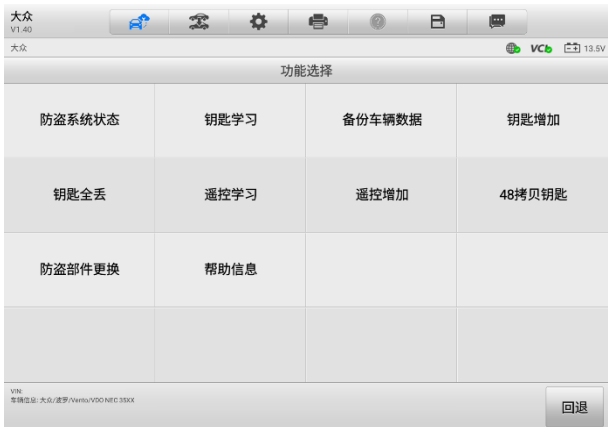 大众
V1.40
大众
VCI
13.5V
功能选择
防盗系统状态
钥匙学习
备份车辆数据
钥匙增加
钥匙全丢
遥控学习
遥控增加
48拷贝钥匙
防盗部件更换
帮助信息
VIN:
车辆信息: 大众/波罗/Vento/VDO NEC 35XX
回退